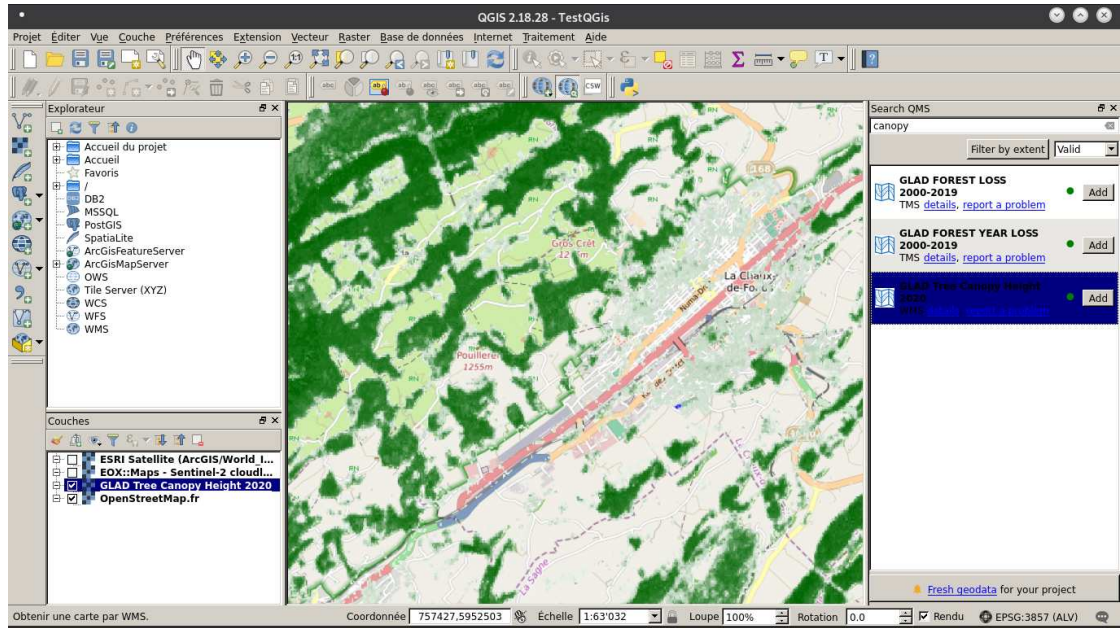 QGIS 2.18.28 - TestQGis
Projet Éditer Vue Couche Préférences Extension Vecteur Raster Base de données Internet Traitement Aide
Explorateur
Accueil du projet
Accueil
Favoris
/
DB2
MSSQL
PostGIS
SpatiaLite
ArcGisFeatureServer
ArcGisMapServer
OWS
Tile Server (XYZ)
WCS
WFS
WMS
Couches
ESRI Satellite (ArcGIS/World_I...
EOX::Maps - Sentinel-2 cloudl...
GLAD Tree Canopy Height 2020
OpenStreetMap.fr
Gros Crêt
La Chaux-
de-Fonds
Pouillerel
1255m
La Sagne
Search QMS
canopy
Filter by extent Valid
GLAD FOREST LOSS
2000-2019
TMS details, report a problem
Add
GLAD FOREST YEAR LOSS
2000-2019
TMS details, report a problem
Add
GLAD Tree Canopy Height
2020
WMS details, report a problem
Add
Fresh geodata for your project
Obtenir une carte par WMS.
Coordonnée 757427,5952503 Échelle 1:63'032 Loupe 100% Rotation 0.0 Rendu EPSG:3857 (ALV)